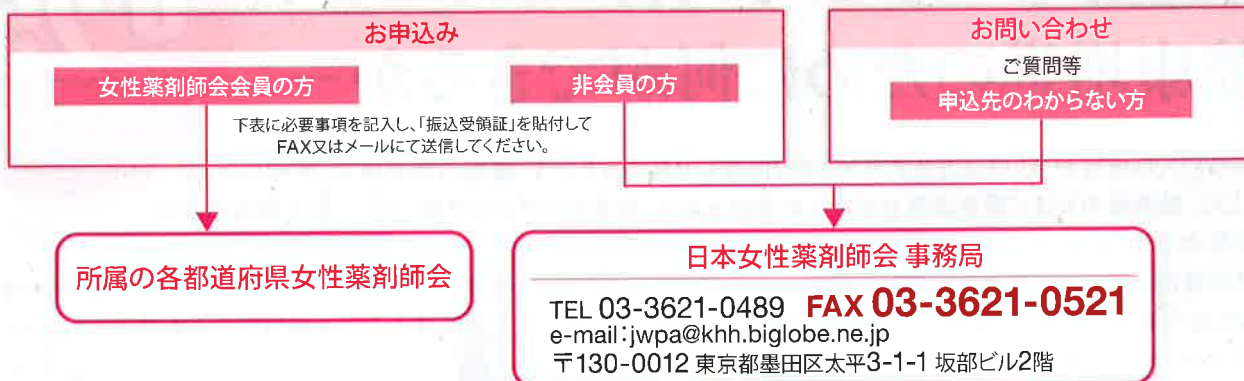 お申込み
女性薬剤師会会員の方
非会員の方
下表に必要事項を記入し、「振込受領証」を貼付して
FAX又はメールにて送信してください。
お問い合わせ
ご質問等
申込先のわからない方
所属の各都道府県女性薬剤師会
日本女性薬剤師会 事務局
TEL 03-3621-0489 FAX 03-3621-0521
e-mail:jwpa@khh.biglobe.ne.jp
〒130-0012 東京都墨田区太平3-1-1 坂部ビル2階